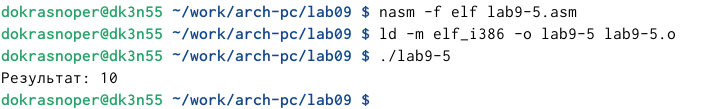 dokrasnoper@dk3n55 ~/work/arch-pc/lab09 $ nasm -f elf lab9-5.asm
dokrasnoper@dk3n55 ~/work/arch-pc/lab09 $ ld -m elf_i386 -o lab9-5 lab9-5.o
dokrasnoper@dk3n55 ~/work/arch-pc/lab09 $ ./lab9-5
Результат: 10
dokrasnoper@dk3n55 ~/work/arch-pc/lab09 $